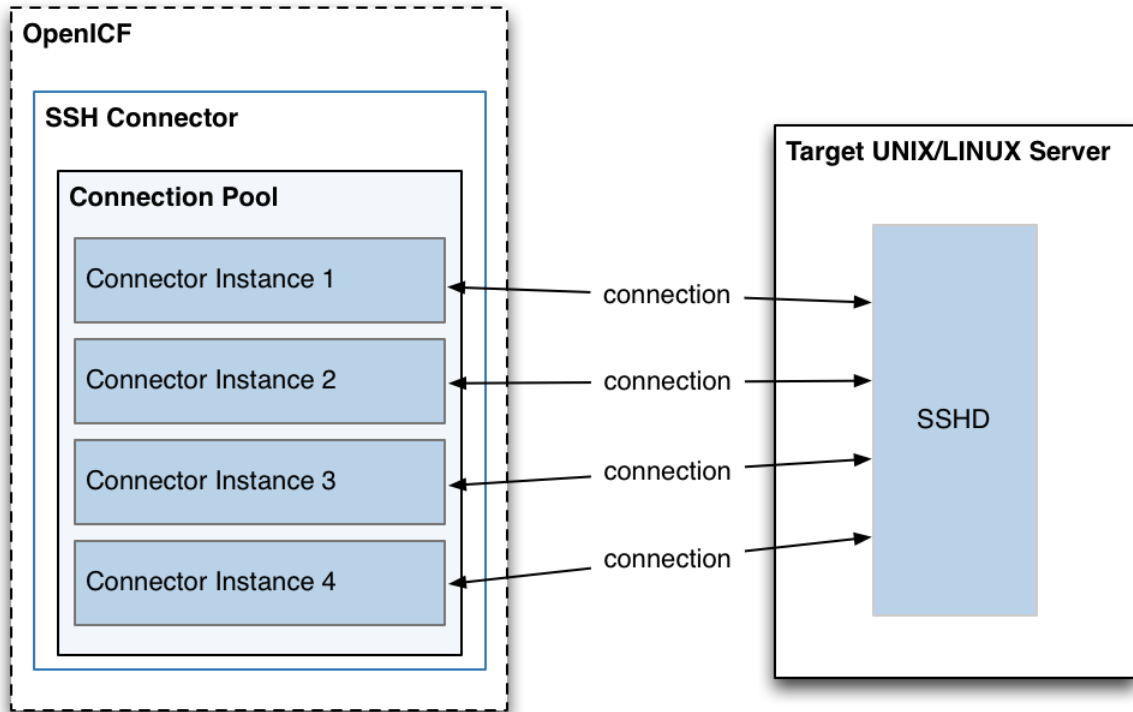 OpenICF
SSH Connector
Connection Pool
Connector Instance 1
Connector Instance 2
Connector Instance 3
Connector Instance 4
connection
connection
connection
connection
Target UNIX/LINUX Server
SSHD